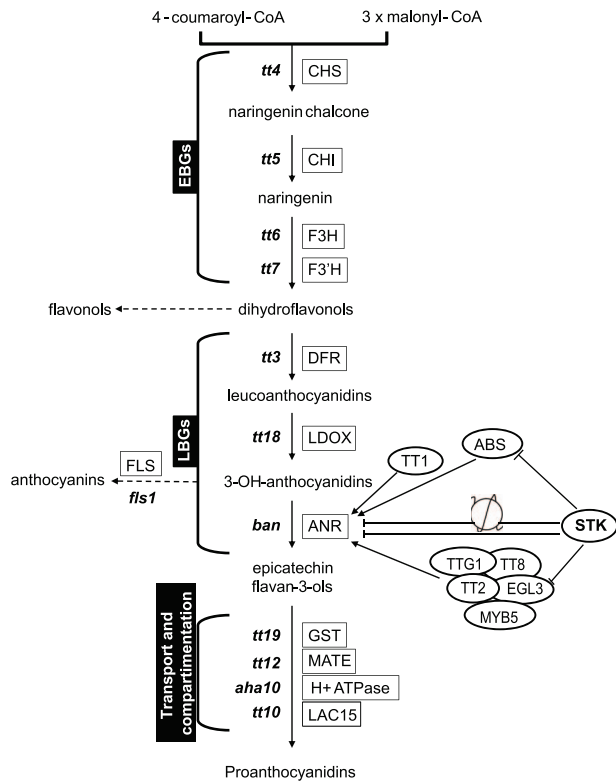 4-coumaroyl-CoA 3 x malonyl-CoA
tt4 CHS
naringenin chalcone
EBGs
tt5 CHI
naringenin
tt6 F3H
tt7 F3'H
flavonols dihydroflavonols
tt3 DFR
leucoanthocyanidins
LBGs
tt18 LDOX
ABS
TT1
FLS
anthocyanins 3-OH-anthocyanidins
fls1
ban ANR
STK
epicatechin
flavan-3-ols
TTG1 TT8
TT2 EGL3
MYB5
Transport and
compartimentation
tt19 GST
tt12 MATE
aha10 H+ ATPase
tt10 LAC15
Proanthocyanidins